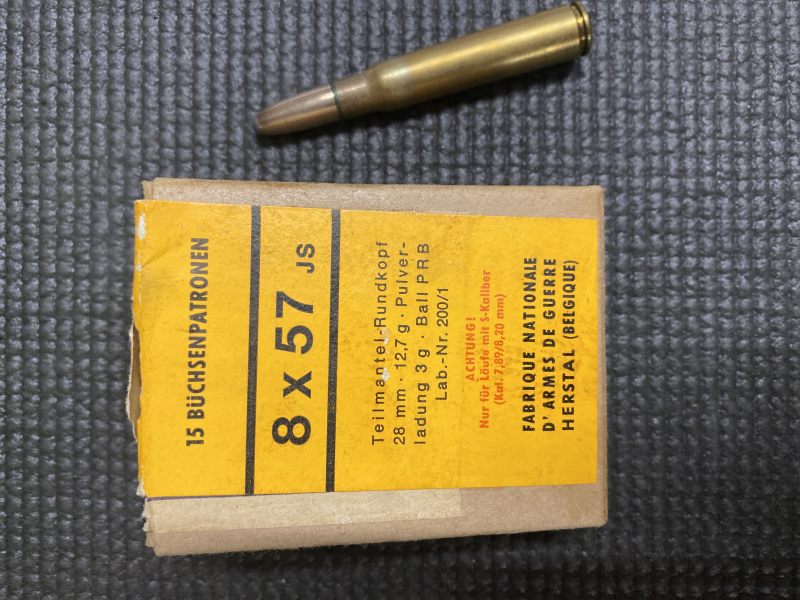 15 BÜCHSENPATRONEN
8 x 57 JS
Teilmantel-Rundkopf
28 mm · 12,7 g · Pulver-
ladung 3 g · Ball PRB
Lab.-Nr. 200/1
ACHTUNG!
Nur für Läufe mit S-Kaliber
(Kal. 7,89/8,20 mm)
FABRIQUE NATIONALE
D'ARMES DE GUERRE
HERSTAL (BELGIQUE)